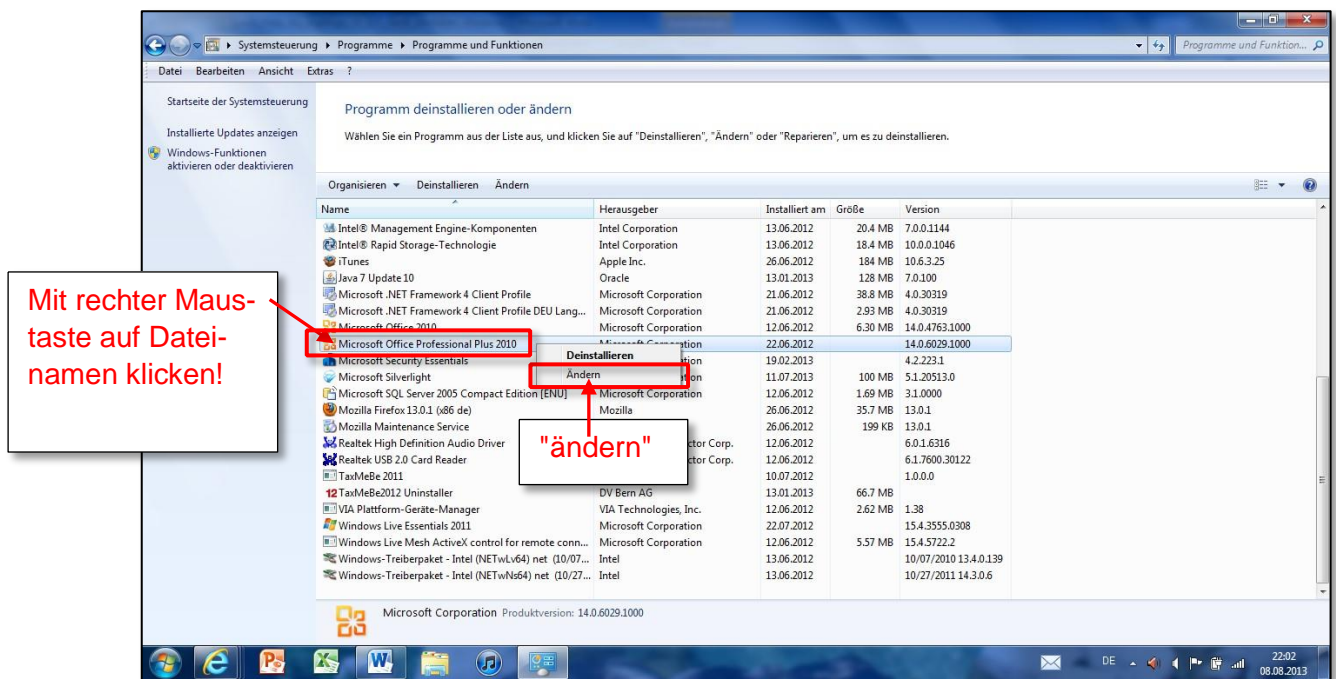 Systemsteuerung ▸ Programme ▸ Programme und Funktionen
Programme und Funktion...
Datei Bearbeiten Ansicht Extras ?
Startseite der Systemsteuerung
Installierte Updates anzeigen
Windows-Funktionen
aktivieren oder deaktivieren
Programm deinstallieren oder ändern
Wählen Sie ein Programm aus der Liste aus, und klicken Sie auf "Deinstallieren", "Ändern" oder "Reparieren", um es zu deinstallieren.
Organisieren Deinstallieren Ändern
Name Herausgeber Installiert am Größe Version
Intel® Management Engine-Komponenten Intel Corporation 13.06.2012 20.4 MB 7.0.0.1144
Intel® Rapid Storage-Technologie Intel Corporation 13.06.2012 18.4 MB 10.0.0.1046
iTunes Apple Inc. 26.06.2012 184 MB 10.6.3.25
Java 7 Update 10 Oracle 13.01.2013 128 MB 7.0.100
Microsoft .NET Framework 4 Client Profile Microsoft Corporation 21.06.2012 38.8 MB 4.0.30319
Microsoft .NET Framework 4 Client Profile DEU Lang... Microsoft Corporation 21.06.2012 2.93 MB 4.0.30319
Microsoft Office 2010 Microsoft Corporation 12.06.2012 6.30 MB 14.0.4763.1000
Microsoft Office Professional Plus 2010 Microsoft Corporation 22.06.2012 14.0.6029.1000
Microsoft Security Essentials 19.02.2013 4.2.223.1
Microsoft Silverlight 11.07.2013 100 MB 5.1.20513.0
Microsoft SQL Server 2005 Compact Edition [ENU] Microsoft Corporation 12.06.2012 1.69 MB 3.1.0000
Mozilla Firefox 13.0.1 (x86 de) Mozilla 26.06.2012 35.7 MB 13.0.1
Mozilla Maintenance Service 26.06.2012 199 KB 13.0.1
Realtek High Definition Audio Driver ctor Corp. 12.06.2012 6.0.1.6316
Realtek USB 2.0 Card Reader ctor Corp. 12.06.2012 6.1.7600.30122
TaxMeBe 2011 10.07.2012 1.0.0.0
12 TaxMeBe2012 Uninstaller DV Bern AG 13.01.2013 66.7 MB
VIA Plattform-Geräte-Manager VIA Technologies, Inc. 12.06.2012 2.62 MB 1.38
Windows Live Essentials 2011 Microsoft Corporation 22.07.2012 15.4.3555.0308
Windows Live Mesh ActiveX control for remote conn... Microsoft Corporation 12.06.2012 5.57 MB 15.4.5722.2
Windows-Treiberpaket - Intel (NETwLv64) net (10/07... Intel 13.06.2012 10/07/2010 13.4.0.139
Windows-Treiberpaket - Intel (NETwNs64) net (10/27... Intel 13.06.2012 10/27/2011 14.3.0.6
Deinstallieren
Ändern
Mit rechter Maus-
taste auf Datei-
namen klicken!
"ändern"
Microsoft Corporation Produktversion: 14.0.6029.1000
DE
22:02
08.08.2013